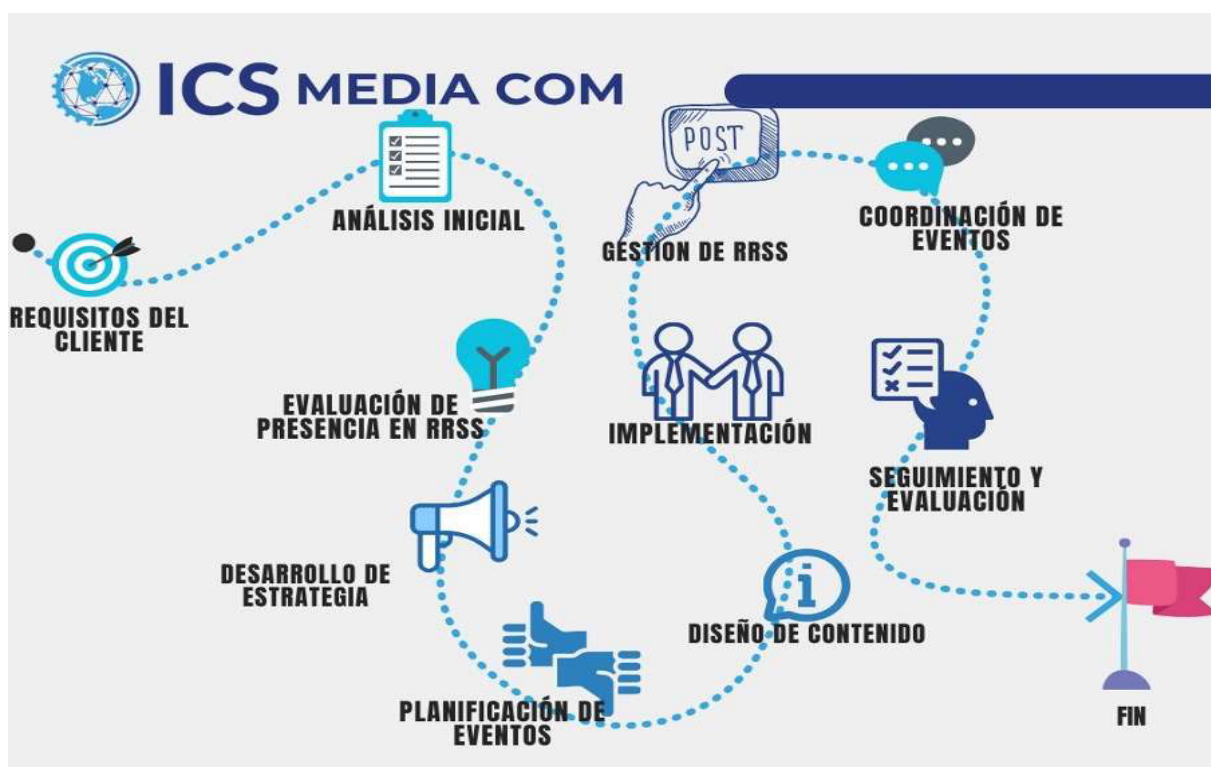 ICS MEDIA COM
REQUISITOS DEL
CLIENTE
ANÁLISIS INICIAL
EVALUACIÓN DE
PRESENCIA EN RRSS
DESARROLLO DE
ESTRATEGIA
PLANIFICACIÓN DE
EVENTOS
DISEÑO DE CONTENIDO
i
IMPLEMENTACIÓN
POST
GESTION DE RRSS
COORDINACIÓN DE
EVENTOS
SEGUIMIENTO Y
EVALUACIÓN
FIN